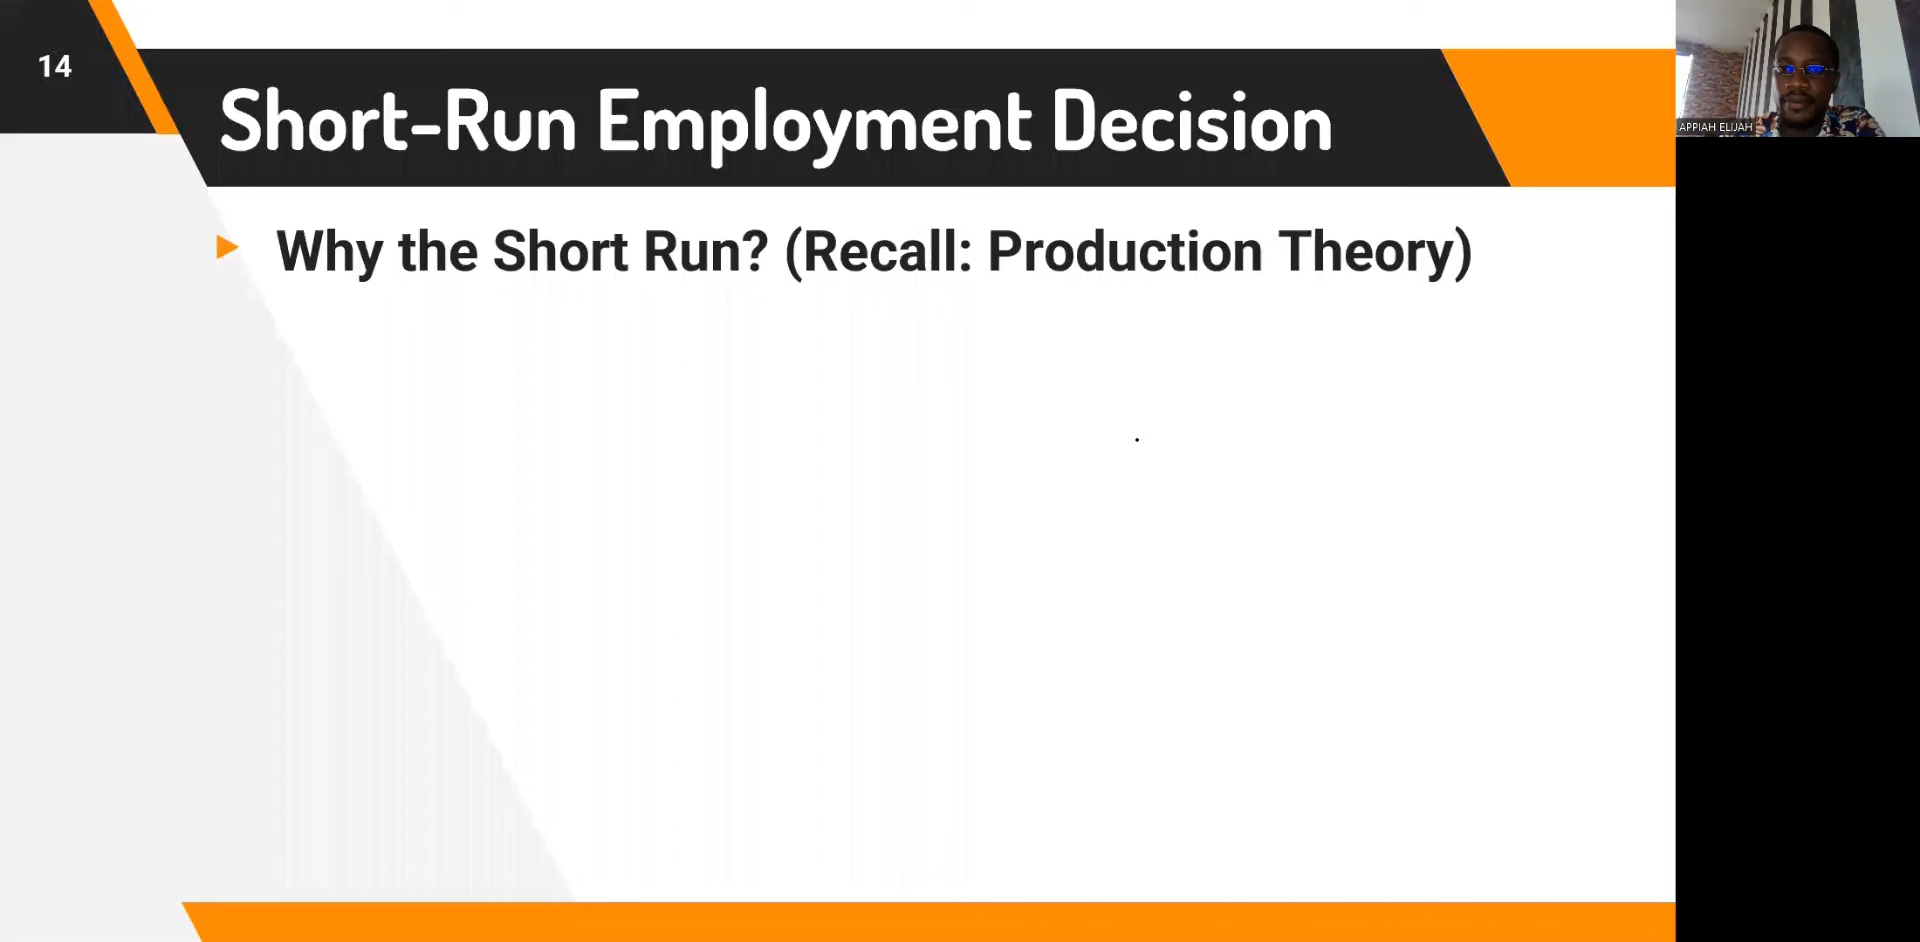 14
Short-Run Employment Decision
Why the Short Run? (Recall: Production Theory)
APPIAH ELIJAH